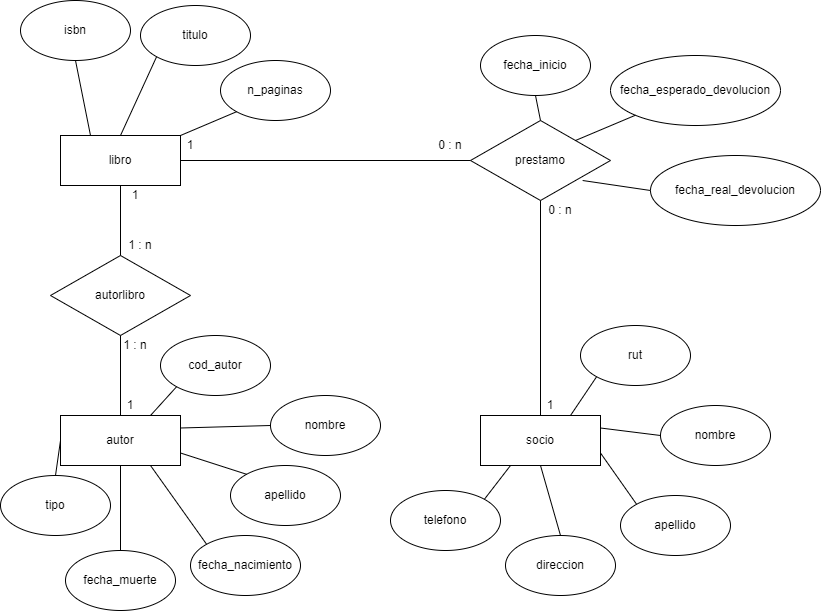 isbn
titulo
n_paginas
fecha_inicio
fecha_esperado_devolucion
libro
1
0 : n
prestamo
fecha_real_devolucion
1
0 : n
1 : n
autorlibro
1 : n
cod_autor
rut
1
1
autor
nombre
socio
nombre
tipo
apellido
telefono
apellido
fecha_muerte
fecha_nacimiento
direccion